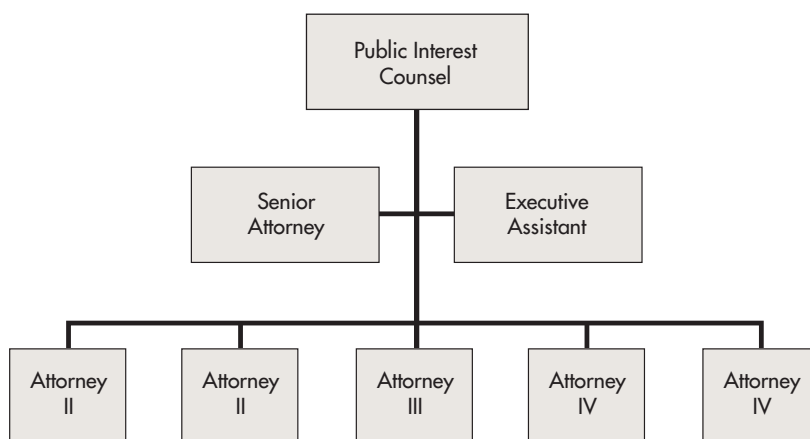 Public Interest
Counsel
Senior
Attorney
Executive
Assistant
Attorney
II
Attorney
II
Attorney
III
Attorney
IV
Attorney
IV